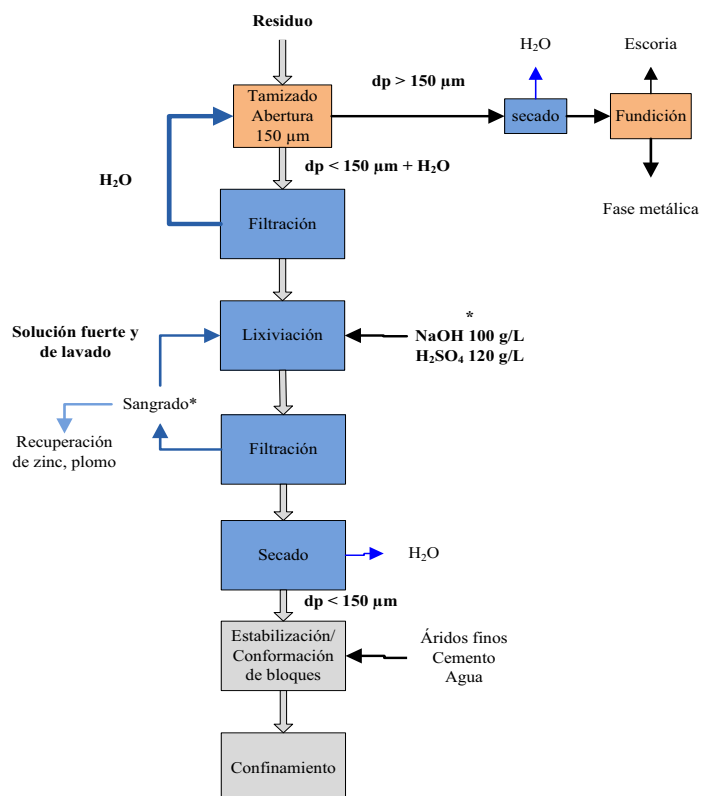 Residuo
H₂O
Escoria
dp > 150 µm
Tamizado
Abertura
150 µm
secado
Fundición
dp < 150 µm + H₂O
H₂O
Fase metálica
Filtración
*
NaOH 100 g/L
H₂SO₄ 120 g/L
Solución fuerte y
de lavado
Lixiviación
Sangrado*
Recuperación
de zinc, plomo
Filtración
Secado
H₂O
dp < 150 µm
Estabilización/
Conformación
de bloques
Áridos finos
Cemento
Agua
Confinamiento